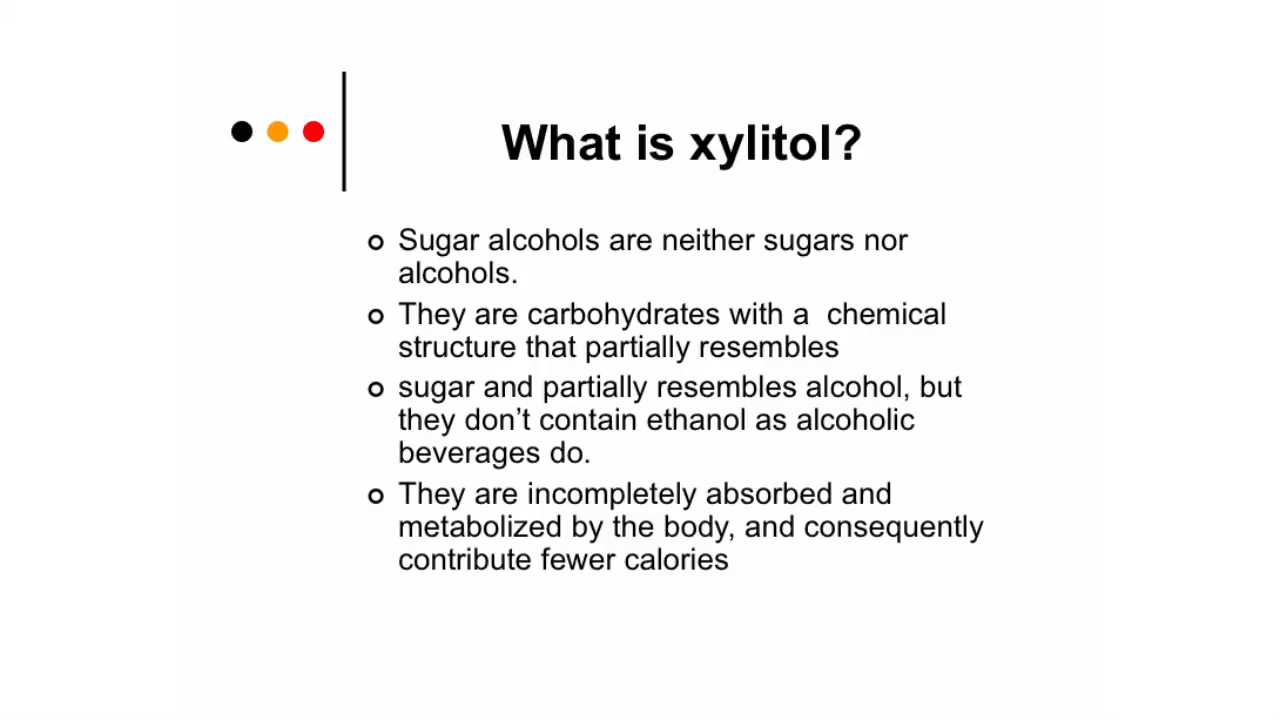 What is xylitol?
Sugar alcohols are neither sugars nor
alcohols.
They are carbohydrates with a  chemical
structure that partially resembles
sugar and partially resembles alcohol, but
they don’t contain ethanol as alcoholic
beverages do.
They are incompletely absorbed and
metabolized by the body, and consequently
contribute fewer calories